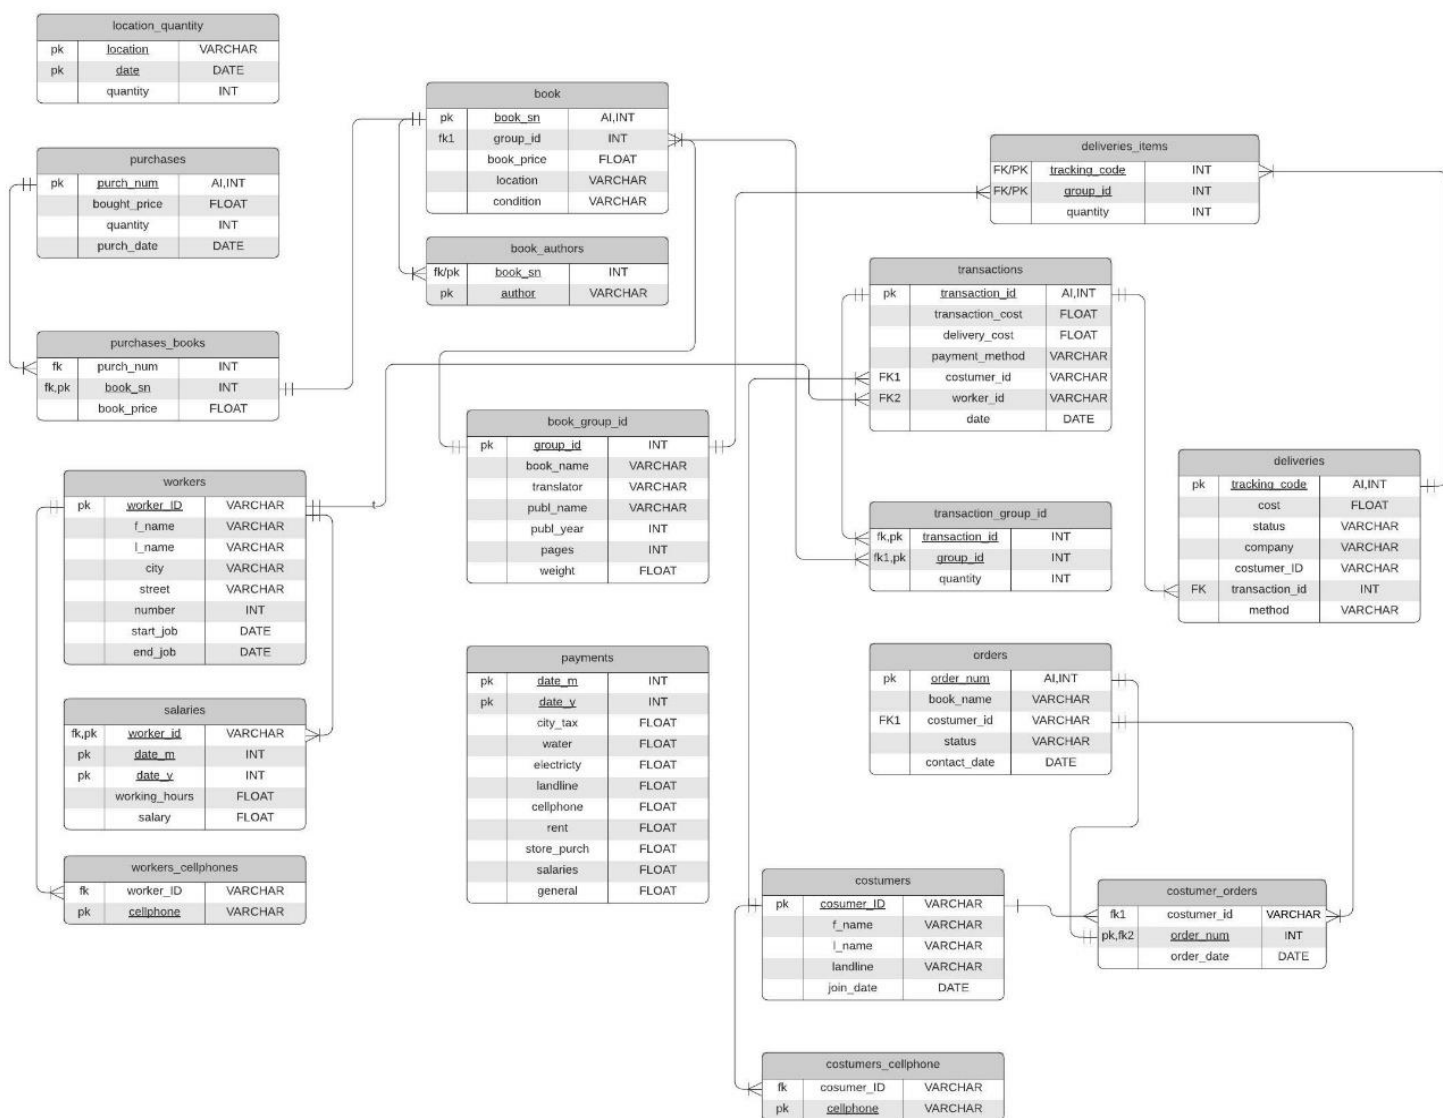 location_quantity
pk location VARCHAR
pk date DATE
quantity INT
purchases
pk purch_num AI,INT
bought_price FLOAT
quantity INT
purch_date DATE
purchases_books
fk purch_num INT
fk,pk book_sn INT
book_price FLOAT
workers
pk worker_ID VARCHAR
f_name VARCHAR
l_name VARCHAR
city VARCHAR
street VARCHAR
number INT
start_job DATE
end_job DATE
salaries
fk,pk worker_id VARCHAR
pk date_m INT
pk date_y INT
working_hours FLOAT
salary FLOAT
workers_cellphones
fk worker_ID VARCHAR
pk cellphone VARCHAR
book
pk book_sn AI,INT
fk1 group_id INT
book_price FLOAT
location VARCHAR
condition VARCHAR
book_authors
fk/pk book_sn INT
pk author VARCHAR
book_group_id
pk group_id INT
book_name VARCHAR
translator VARCHAR
publ_name VARCHAR
publ_year INT
pages INT
weight FLOAT
payments
pk date_m INT
pk date_y INT
city_tax FLOAT
water FLOAT
electricty FLOAT
landline FLOAT
cellphone FLOAT
rent FLOAT
store_purch FLOAT
salaries FLOAT
general FLOAT
deliveries_items
FK/PK tracking_code INT
FK/PK group_id INT
quantity INT
transactions
pk transaction_id AI,INT
transaction_cost FLOAT
delivery_cost FLOAT
payment_method VARCHAR
FK1 costumer_id VARCHAR
FK2 worker_id VARCHAR
date DATE
transaction_group_id
fk,pk transaction_id INT
fk1,pk group_id INT
quantity INT
deliveries
pk tracking_code AI,INT
cost FLOAT
status VARCHAR
company VARCHAR
costumer_ID VARCHAR
FK transaction_id INT
method VARCHAR
orders
pk order_num AI,INT
book_name VARCHAR
FK1 costumer_id VARCHAR
status VARCHAR
contact_date DATE
costumers
pk cosumer_ID VARCHAR
f_name VARCHAR
l_name VARCHAR
landline VARCHAR
join_date DATE
costumer_orders
fk1 costumer_id VARCHAR
pk,fk2 order_num INT
order_date DATE
costumers_cellphone
fk cosumer_ID VARCHAR
pk cellphone VARCHAR